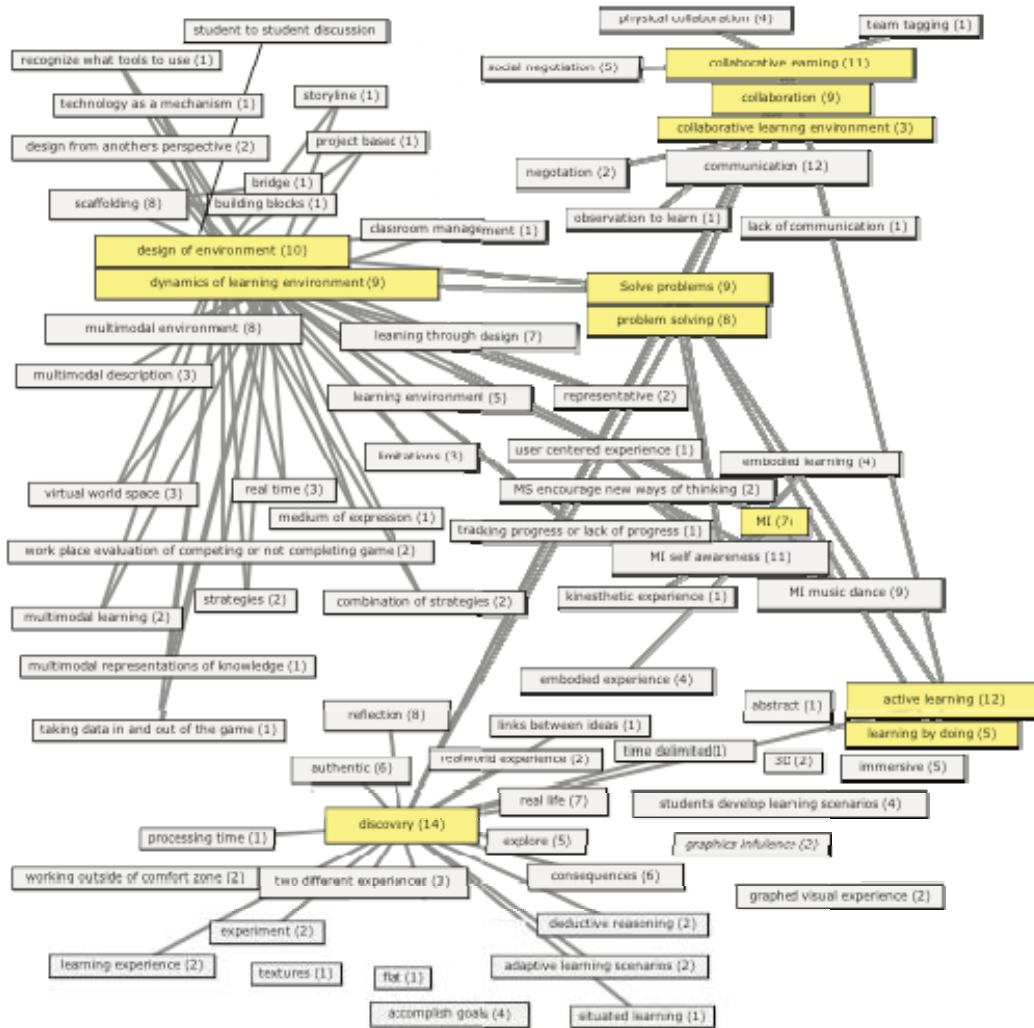 physical collaboration (4)
team tagging (1)
student to student discussion
recognize what tools to use (1)
social negotiation (5)
collaborative earning (11)
collaboration (9)
storyline (1)
technology as a mechanism (1)
collaborative learning environment (3)
project based (1)
design from anothers perspective (2)
communication (12)
negotation (2)
bridge (1)
scaffolding (8)
building blocks (1)
observation to learn (1)
lack of communication (1)
classroom management (1)
design of environment (10)
dynamics of learning environment (9)
Solve problems (9)
problem solving (8)
multimodal environment (8)
learning through design (7)
multimodal description (3)
learning environment (5)
representative (2)
user centered experience (1)
limitations (3)
embodied learning (4)
virtual world space (3)
real time (3)
MS encourage new ways of thinking (2)
medium of expresson (1)
MI (7)
tracking progress or lack of progress (1)
work place evaluation of competing or not completing game (2)
MI self awareness (11)
strategies (2)
combination of strategies (2)
kinesthetic experience (1)
MI music dance (9)
multimodal learning (2)
multimodal representations of knowledge (1)
embodied experience (4)
active learning (12)
abstract (1)
reflection (8)
links between ideas (1)
taking data in and out of the game (1)
learning by doing (5)
time delimited(1)
realworld experience (2)
3D (2)
immersive (5)
authentic (6)
real life (7)
students develop learning scenarios (4)
discovery (14)
processing time (1)
explore (5)
graphics infulence (2)
working outside of comfort zone (2)
two different experiences (3)
consequences (6)
graphed visual experience (2)
deductive reasoning (2)
experiment (2)
learning experience (2)
textures (1)
flat (1)
adaptive learning scenarios (2)
accomplish goals (4)
situated learning (1)